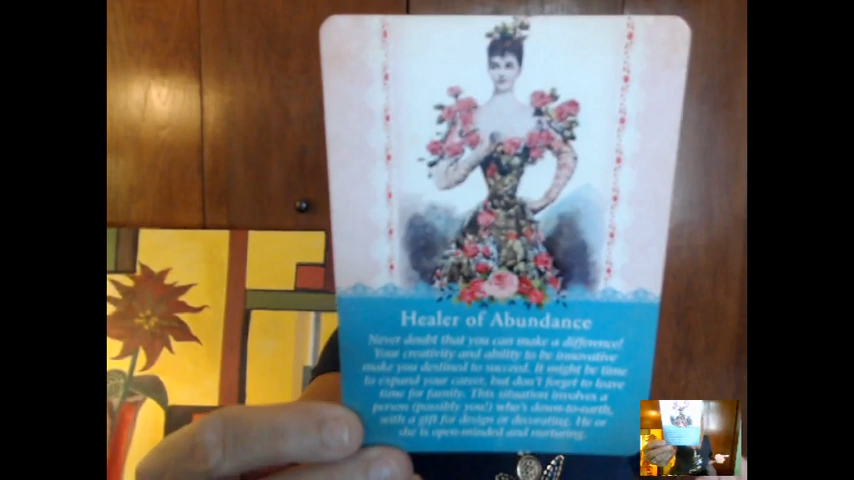 Healer of Abundance
Never doubt that you can make a difference!
Your creativity and ability to be innovative
make you destined to succeed. It might be time
to expand your career, but don't forget to leave
time for family. This situation involves a
person (possibly you!) who's down-to-earth,
with a gift for design or decorating. He or
she is open-minded and nurturing.